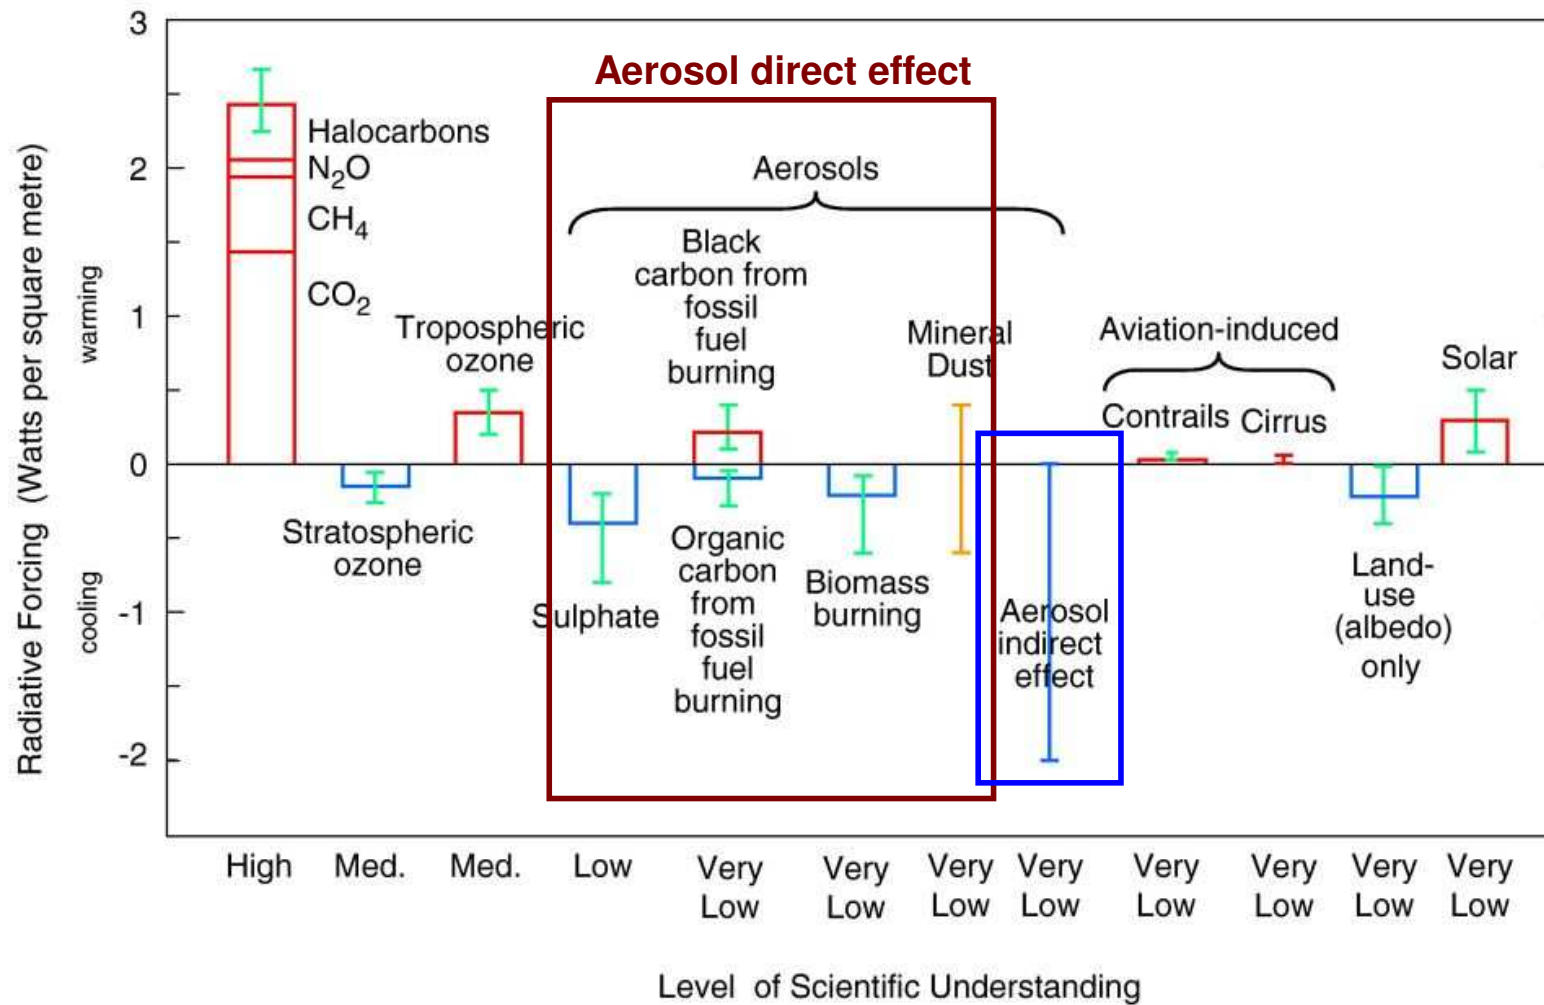 3
Aerosol direct effect
Halocarbons
2
N₂O
Aerosols
CH₄
Black
carbon from
fossil
fuel
burning
CO₂
1
Tropospheric
ozone
Mineral
Dust
Aviation-induced
Solar
Contrails Cirrus
0
Stratospheric
ozone
Sulphate
Organic
carbon
from
fossil
fuel
burning
Biomass
burning
Aerosol
indirect
effect
Land-
use
(albedo)
only
-1
-2
Radiative Forcing (Watts per square metre)
warming
cooling
High Med. Med. Low Very Very Very Very Very Very Very Very
Low Low Low Low Low Low Low Low
Level of Scientific Understanding